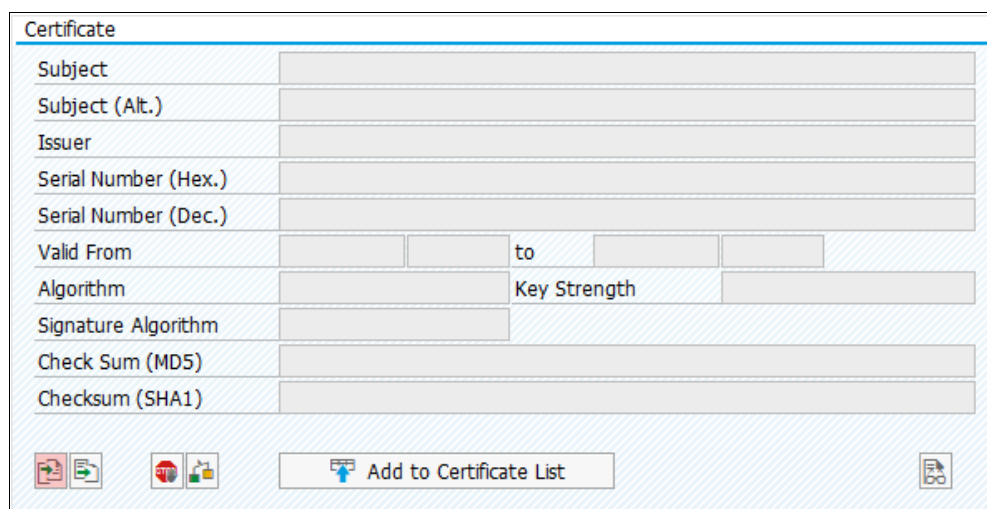 Certificate
Subject
Subject (Alt.)
Issuer
Serial Number (Hex.)
Serial Number (Dec.)
Valid From to
Algorithm Key Strength
Signature Algorithm
Check Sum (MD5)
Checksum (SHA1)
Add to Certificate List